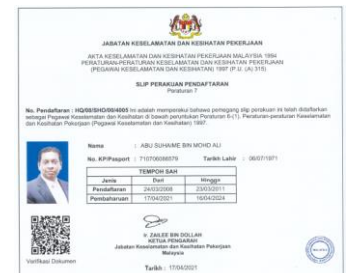 JABATAN KESELAMATAN DAN KESIHATAN PEKERJAAN
AKTA KESELAMATAN DAN KESIHATAN PEKERJAAN MALAYSIA 1994
PERATURAN-PERATURAN KESELAMATAN DAN KESIHATAN PEKERJAAN
(PEGAWAI KESELAMATAN DAN KESIHATAN) 1997 (P.U. (A) 315)
SLIP PERAKUAN PENDAFTARAN
Peraturan 7
No. Pendaftaran : HQ/08/SHO/00/4005 ini adalah memperakui bahawa pemegang slip perakuan ini telah didaftarkan
sebagai Pegawai Keselamatan dan Kesihatan di bawah peruntukan Peraturan 6-(1). Peraturan-peraturan Keselamatan
dan Kesihatan Pekerjaan (Pegawai Keselamatan dan Kesihatan) 1997.
Nama : ABU SUHAIME BIN MOHD ALI
No. KP/Pasport : 710706086579 Tarikh Lahir : 06/07/1971
TEMPOH SAH
Jenis Dari Hingga
Pendaftaran 24/03/2008 23/03/2011
Pembaharuan 17/04/2021 16/04/2024
Ir. ZAILEE BIN DOLLAH
KETUA PENGARAH
Jabatan Keselamatan dan Kesihatan Pekerjaan
Malaysia
Verifikasi Dokumen
Tarikh : 17/04/2021